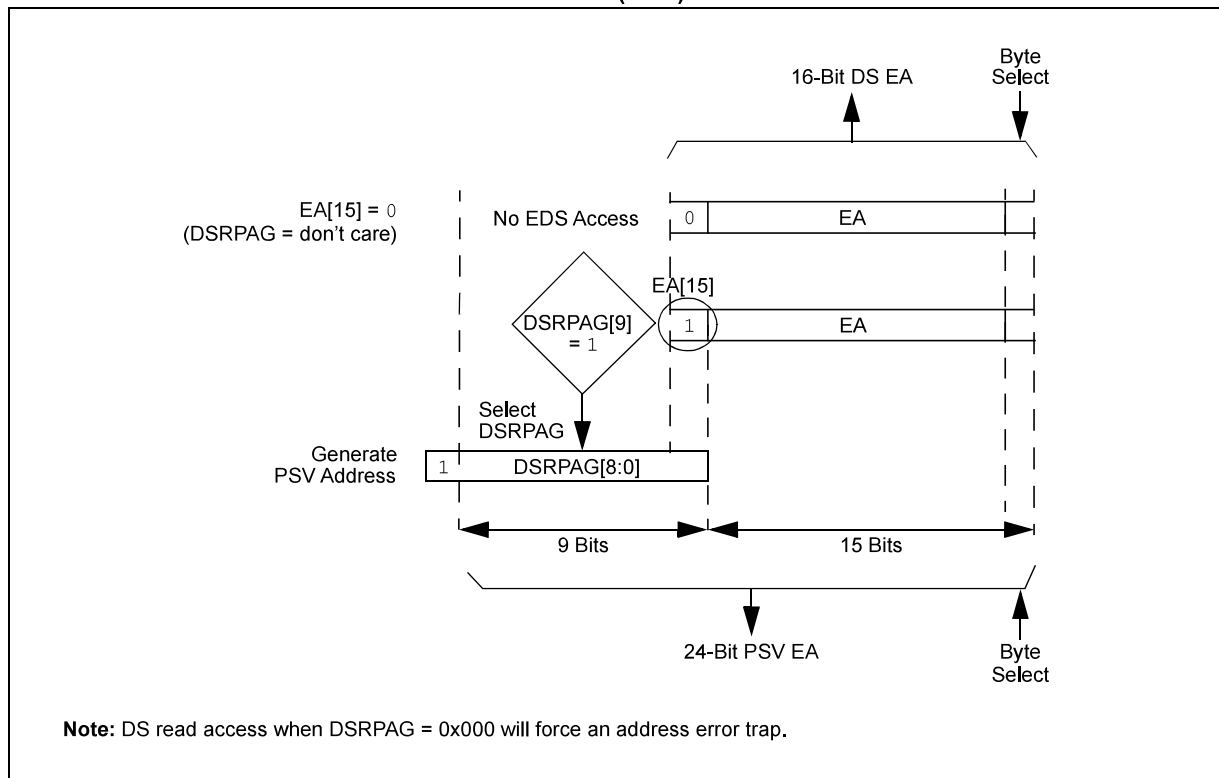 Byte
Select
16-Bit DS EA
EA[15] = 0
(DSRPAG = don't care)
No EDS Access
0
EA
EA[15]
DSRPAG[9]
= 1
1
EA
Select
DSRPAG
Generate
PSV Address
1
DSRPAG[8:0]
9 Bits
15 Bits
24-Bit PSV EA
Byte
Select
Note: DS read access when DSRPAG = 0x000 will force an address error trap.